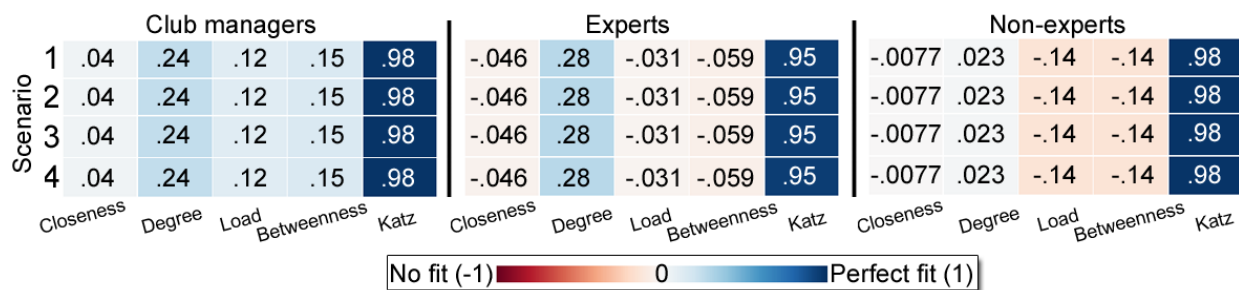 Club managers Experts Non-experts
Scenario
1 .04 .24 .12 .15 .98 -.046 .28 -.031 -.059 .95 -.0077 .023 -.14 -.14 .98
2 .04 .24 .12 .15 .98 -.046 .28 -.031 -.059 .95 -.0077 .023 -.14 -.14 .98
3 .04 .24 .12 .15 .98 -.046 .28 -.031 -.059 .95 -.0077 .023 -.14 -.14 .98
4 .04 .24 .12 .15 .98 -.046 .28 -.031 -.059 .95 -.0077 .023 -.14 -.14 .98
Closeness Degree Load Betweenness Katz Closeness Degree Load Betweenness Katz Closeness Degree Load Betweenness Katz
No fit (-1) 0 Perfect fit (1)